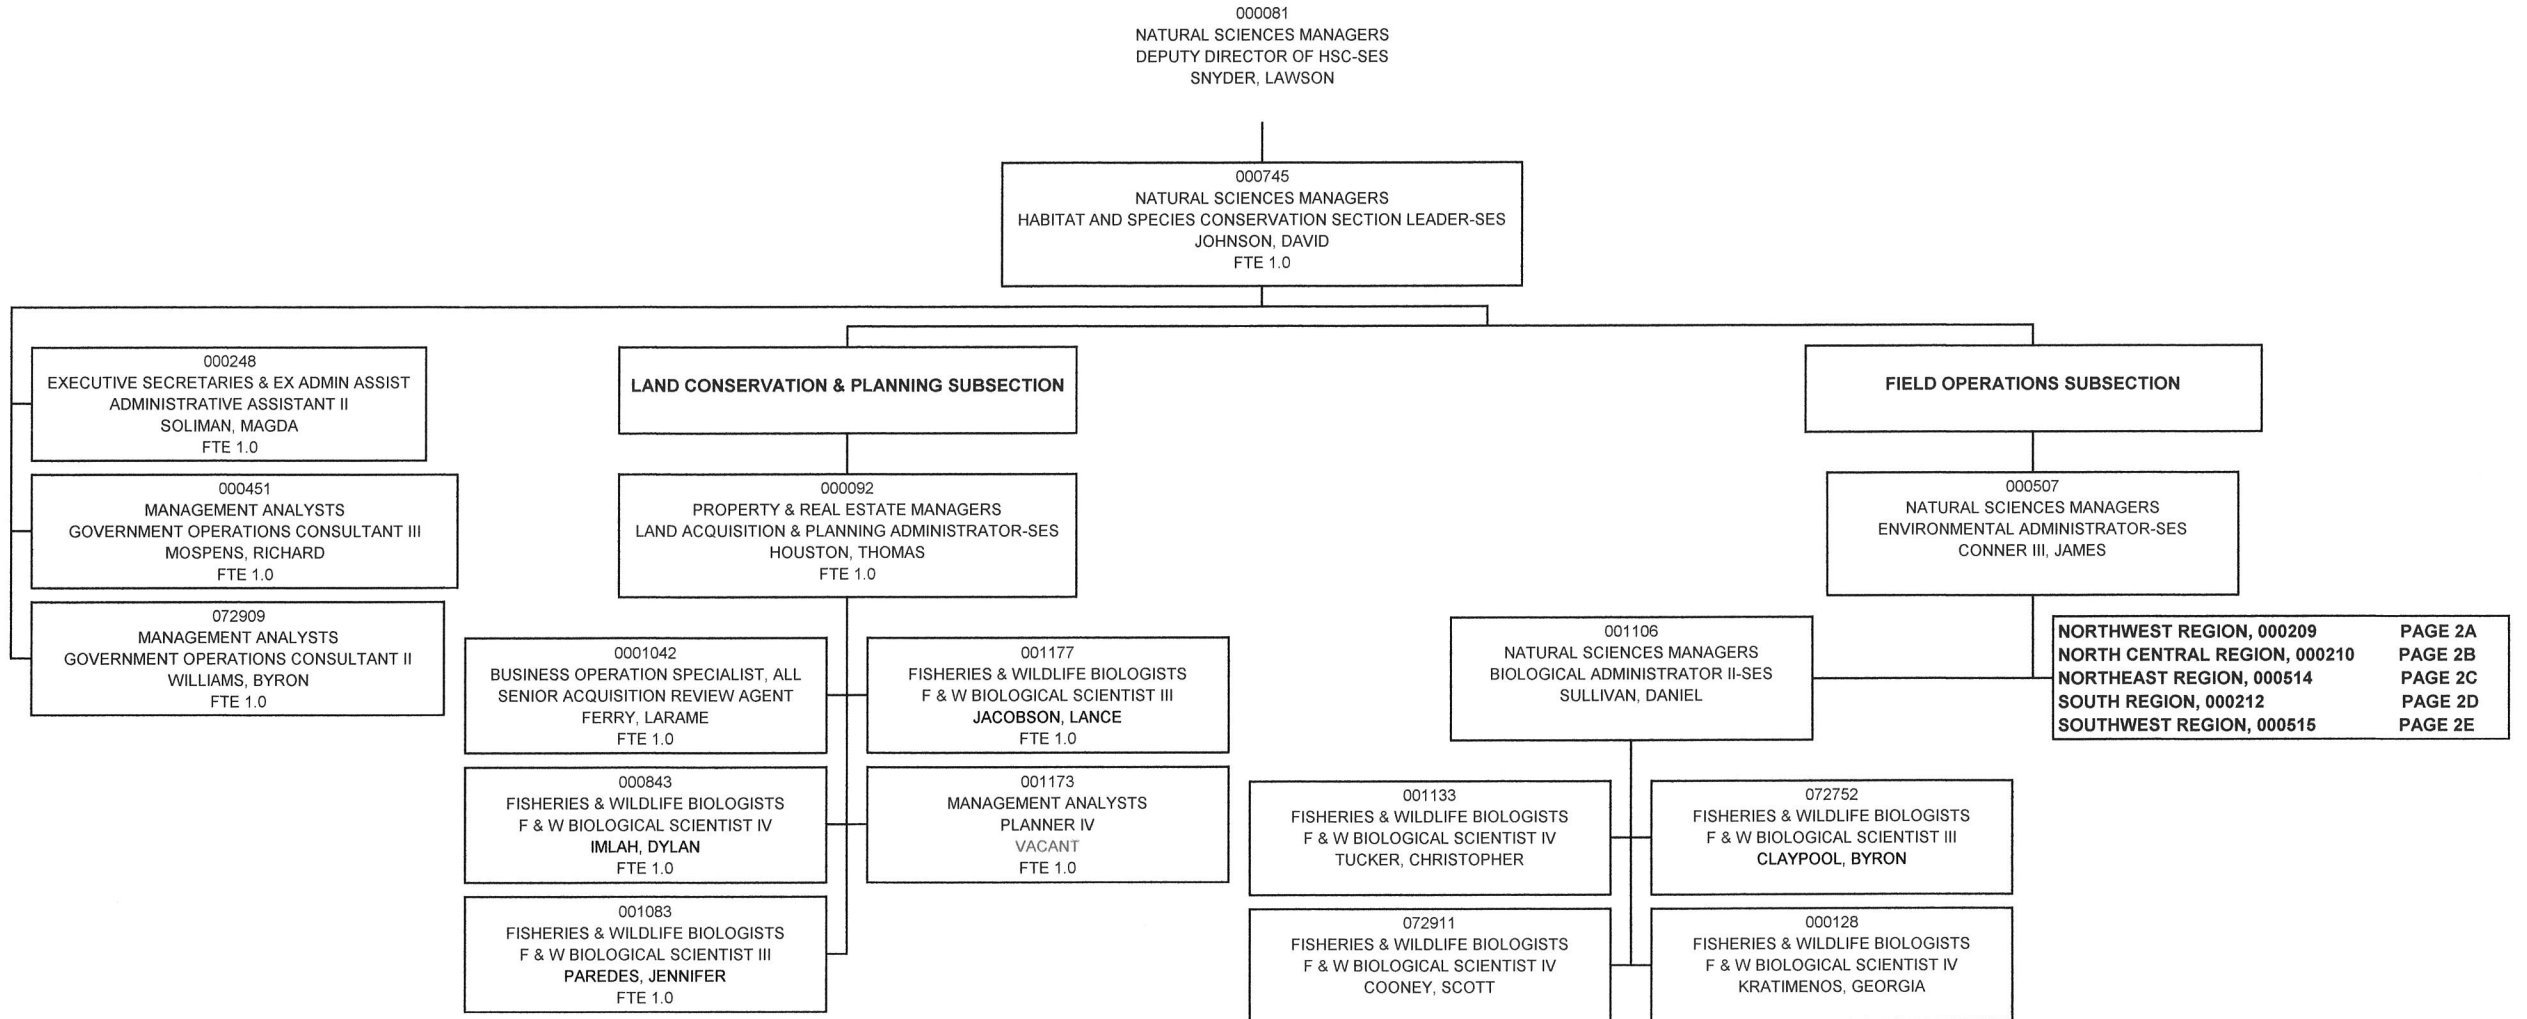 000081
NATURAL SCIENCES MANAGERS
DEPUTY DIRECTOR OF HSC-SES
SNYDER, LAWSON
000745
NATURAL SCIENCES MANAGERS
HABITAT AND SPECIES CONSERVATION SECTION LEADER-SES
JOHNSON, DAVID
FTE 1.0
000248
EXECUTIVE SECRETARIES & EX ADMIN ASSIST
ADMINISTRATIVE ASSISTANT II
SOLIMAN, MAGDA
FTE 1.0
000451
MANAGEMENT ANALYSTS
GOVERNMENT OPERATIONS CONSULTANT III
MOSPENS, RICHARD
FTE 1.0
072909
MANAGEMENT ANALYSTS
GOVERNMENT OPERATIONS CONSULTANT II
WILLIAMS, BYRON
FTE 1.0
LAND CONSERVATION & PLANNING SUBSECTION
000092
PROPERTY & REAL ESTATE MANAGERS
LAND ACQUISITION & PLANNING ADMINISTRATOR-SES
HOUSTON, THOMAS
FTE 1.0
0001042
BUSINESS OPERATION SPECIALIST, ALL
SENIOR ACQUISITION REVIEW AGENT
FERRY, LARAME
FTE 1.0
001177
FISHERIES & WILDLIFE BIOLOGISTS
F & W BIOLOGICAL SCIENTIST III
JACOBSON, LANCE
FTE 1.0
000843
FISHERIES & WILDLIFE BIOLOGISTS
F & W BIOLOGICAL SCIENTIST IV
IMLAH, DYLAN
FTE 1.0
001173
MANAGEMENT ANALYSTS
PLANNER IV
VACANT
FTE 1.0
001083
FISHERIES & WILDLIFE BIOLOGISTS
F & W BIOLOGICAL SCIENTIST III
PAREDES, JENNIFER
FTE 1.0
FIELD OPERATIONS SUBSECTION
000507
NATURAL SCIENCES MANAGERS
ENVIRONMENTAL ADMINISTRATOR-SES
CONNER III, JAMES
001106
NATURAL SCIENCES MANAGERS
BIOLOGICAL ADMINISTRATOR II-SES
SULLIVAN, DANIEL
NORTHWEST REGION, 000209 PAGE 2A
NORTH CENTRAL REGION, 000210 PAGE 2B
NORTHEAST REGION, 000514 PAGE 2C
SOUTH REGION, 000212 PAGE 2D
SOUTHWEST REGION, 000515 PAGE 2E
001133
FISHERIES & WILDLIFE BIOLOGISTS
F & W BIOLOGICAL SCIENTIST IV
TUCKER, CHRISTOPHER
072752
FISHERIES & WILDLIFE BIOLOGISTS
F & W BIOLOGICAL SCIENTIST III
CLAYPOOL, BYRON
072911
FISHERIES & WILDLIFE BIOLOGISTS
F & W BIOLOGICAL SCIENTIST IV
COONEY, SCOTT
000128
FISHERIES & WILDLIFE BIOLOGISTS
F & W BIOLOGICAL SCIENTIST IV
KRATIMENOS, GEORGIA